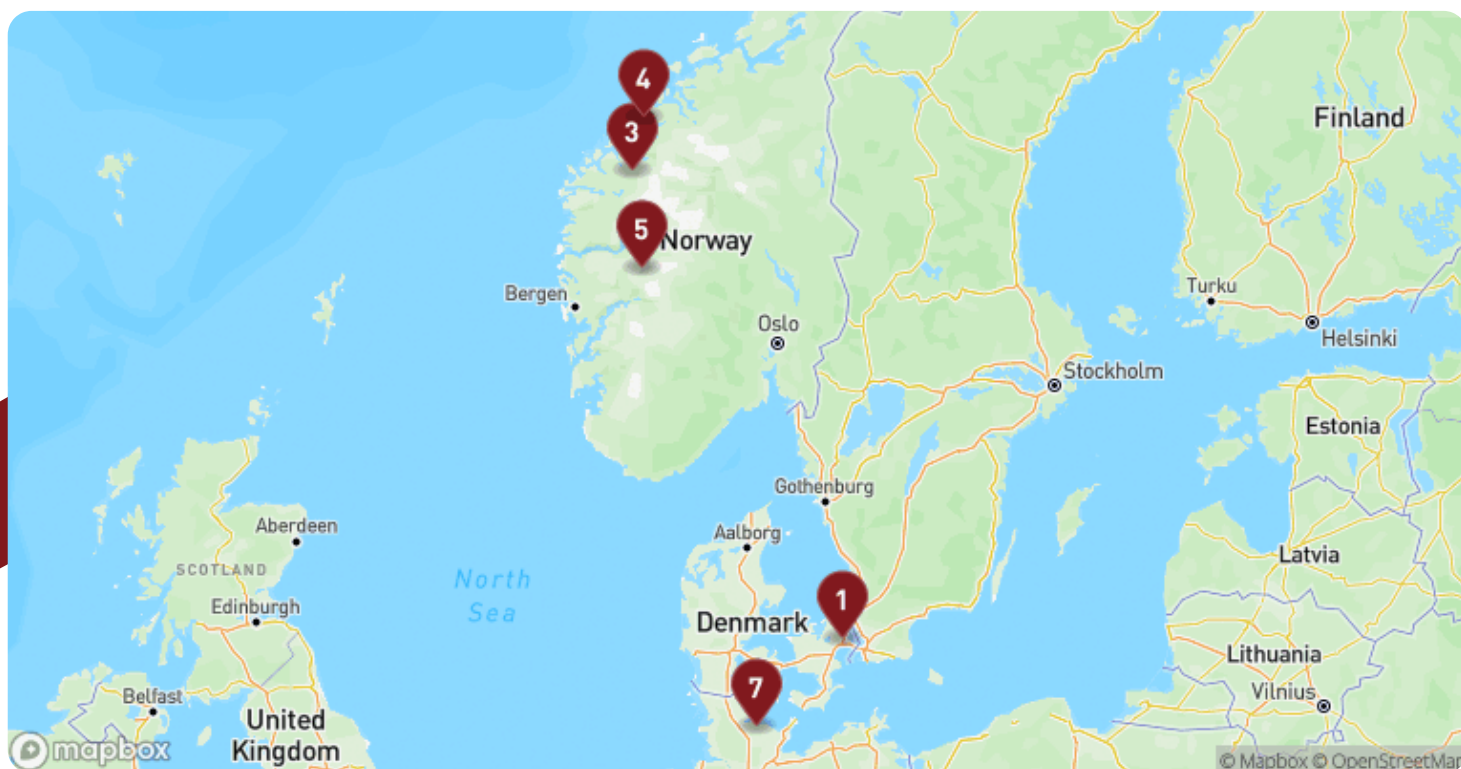 4
Finland
3
5
Norway
Bergen
Turku
Oslo
Helsinki
Stockholm
Estonia
Gothenburg
Aberdeen
Aalborg
SCOTLAND
Latvia
North
Sea
1
Edinburgh
Denmark
Lithuania
7
Belfast
Vilnius
United
Kingdom
mapbox
© Mapbox © OpenStreetMap